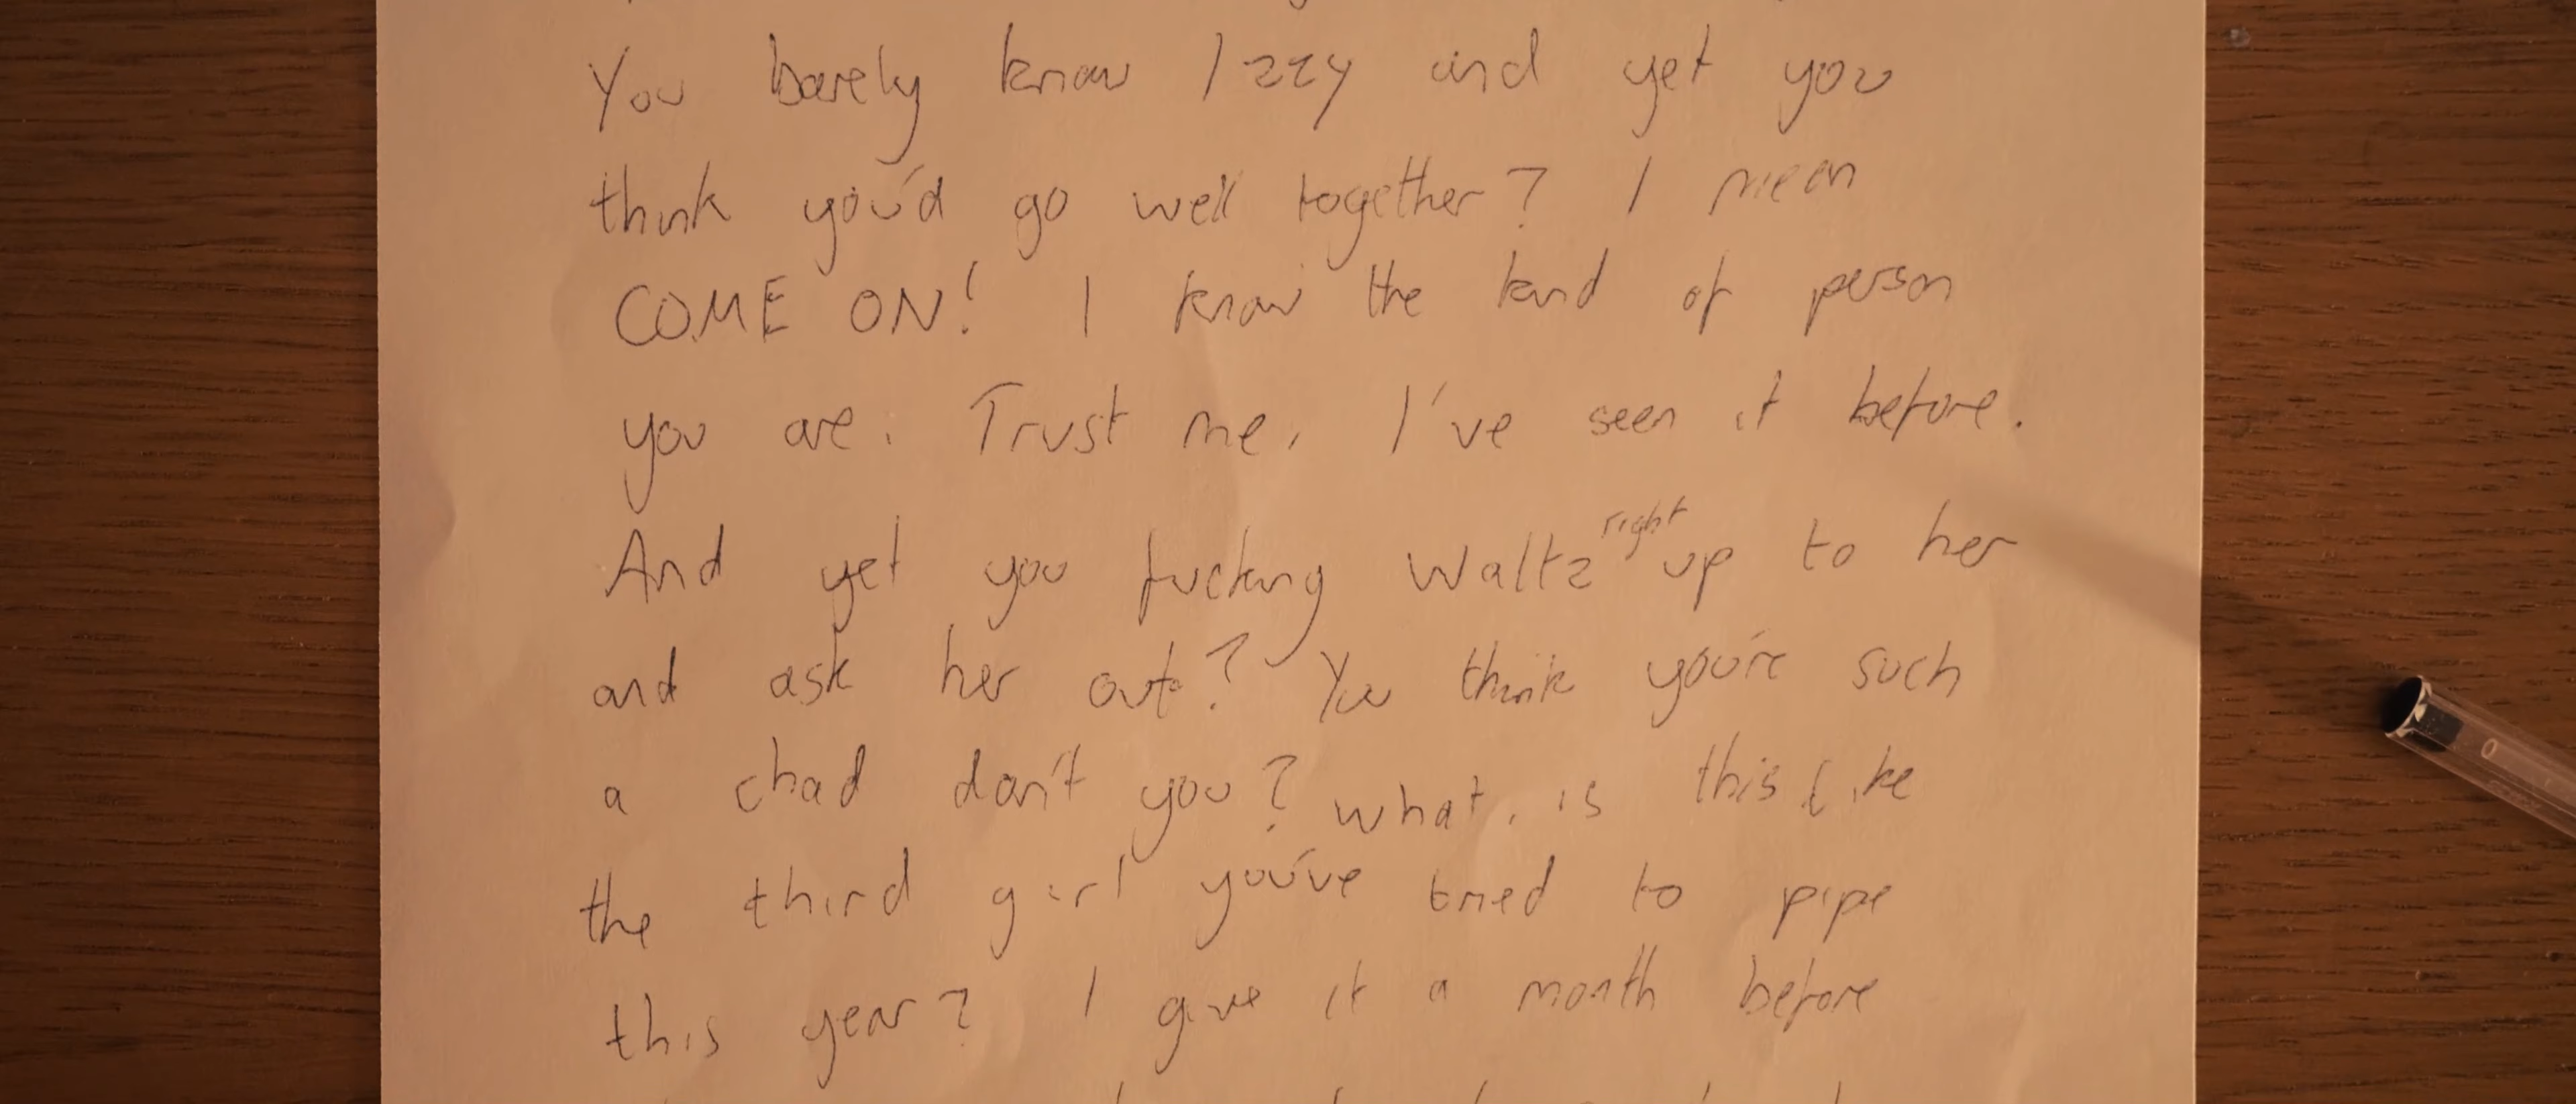 You barely know Izzy and yet you
think you'd go well together? I mean
COME ON! I know the kind of person
you are. Trust me, I've seen it before.
And yet you fucking Waltz right up to her
and ask her out? You think you're such
a chad don't you? what, is this like
the third girl you've tried to pipe
this year? I give it a month before